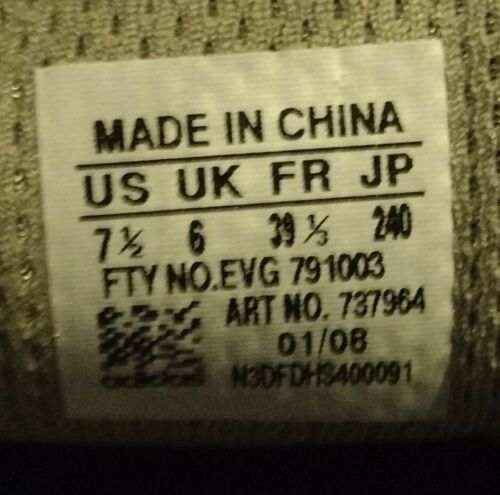 MADE IN CHINA
US UK FR JP
7½ 6 39⅓ 240
FTY NO.EVG 791003
ART NO. 737964
01/08
adidas N3DFDHS400091